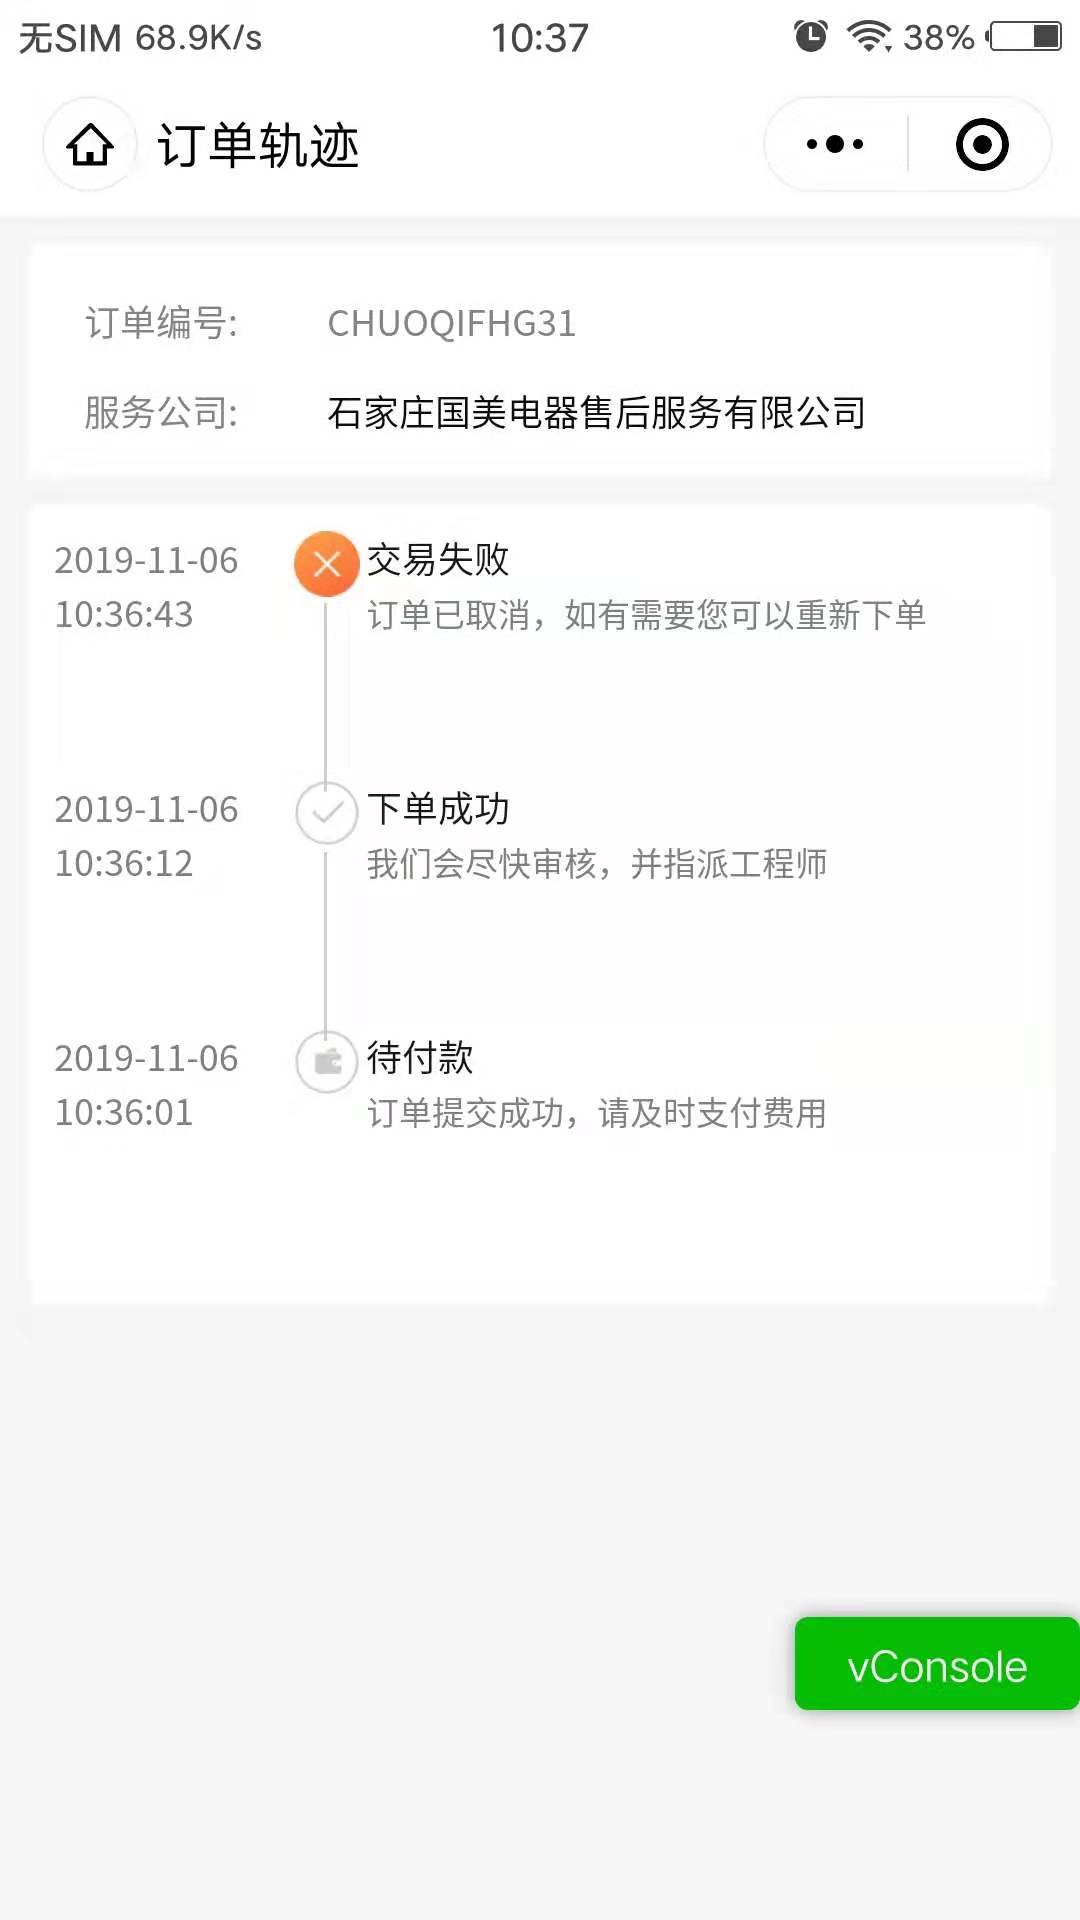 无SIM 68.9K/s 10:37 38%
订单轨迹
订单编号: CHUOQIFHG31
服务公司: 石家庄国美电器售后服务有限公司
2019-11-06 交易失败
10:36:43 订单已取消，如有需要您可以重新下单
2019-11-06 下单成功
10:36:12 我们会尽快审核，并指派工程师
2019-11-06 待付款
10:36:01 订单提交成功，请及时支付费用
vConsole